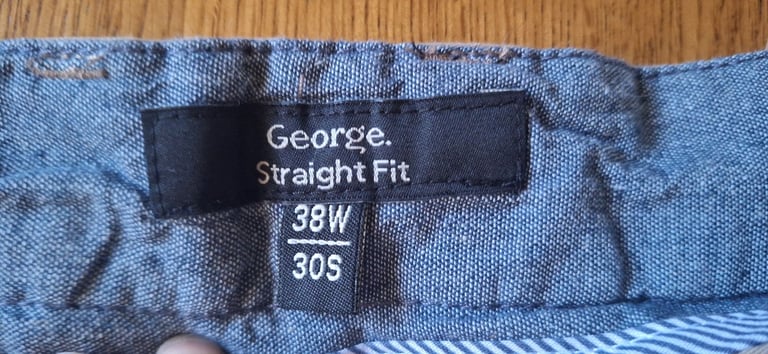 George.
Straight Fit
38W
30S